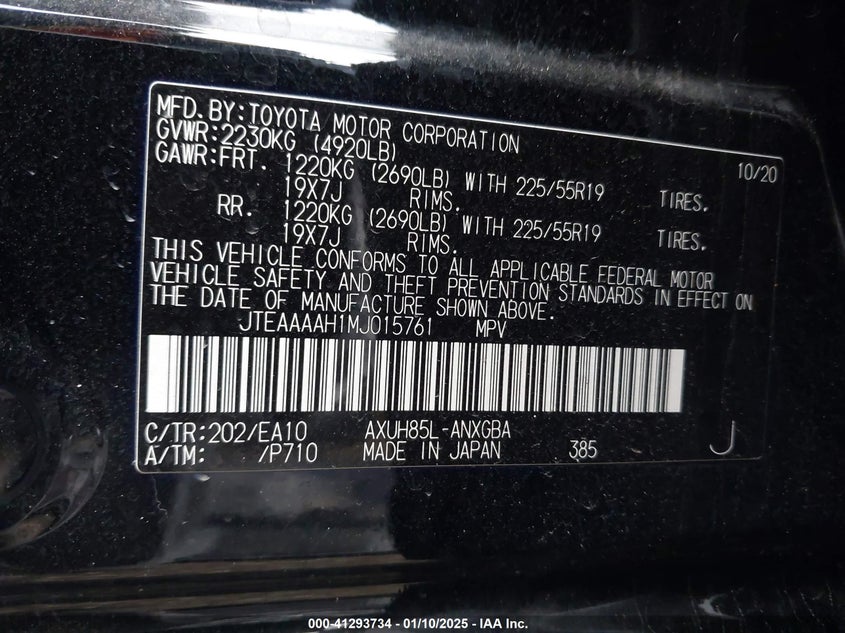 MFD.BY:TOYOTA MOTOR CORPORATION 10/20
GVWR:2230KG (4920LB)
GAWR:FRT. 1220KG (2690LB) WITH 225/55R19 TIRES,
19X7J RIMS.
RR. 1220KG (2690LB) WITH 225/55R19 TIRES,
19X7J RIMS.
THIS VEHICLE CONFORMS TO ALL APPLICABLE FEDERAL MOTOR
VEHICLE SAFETY AND THEFT PREVENTION STANDARDS IN EFFECT ON
THE DATE OF MANUFACTURE SHOWN ABOVE.
JTEAAAAH1MJ015761 MPV
C/TR:202/EA10 AXUH85L-ANXGBA
A/TM: /P710 MADE IN JAPAN 385 J
000-41293734 - 01/10/2025 - IAA Inc.